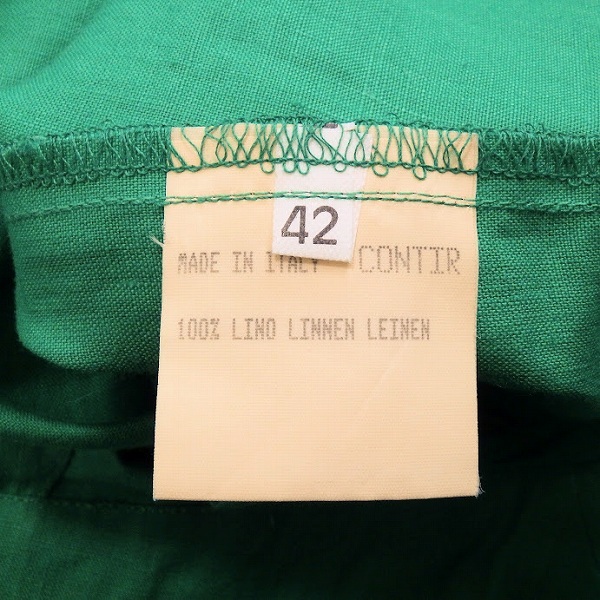 42
MADE IN ITALY CONTIR
100% LINO LINNEN LEINEN